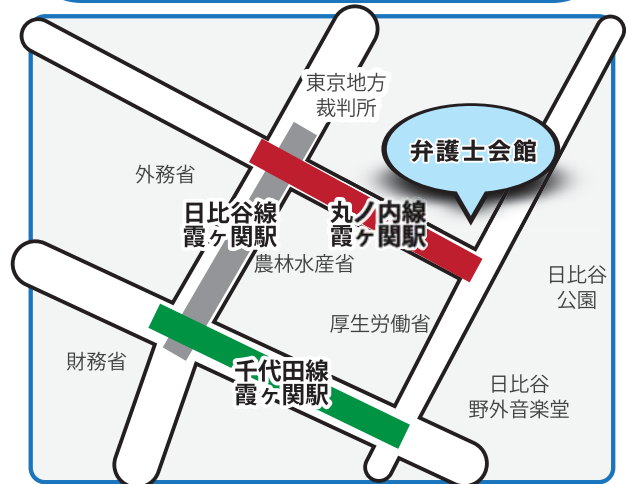 東京地方
裁判所
弁護士会館
外務省
日比谷線
霞ヶ関駅
丸ノ内線
霞ヶ関駅
農林水産省
日比谷
公園
厚生労働省
財務省
千代田線
霞ヶ関駅
日比谷
野外音楽堂